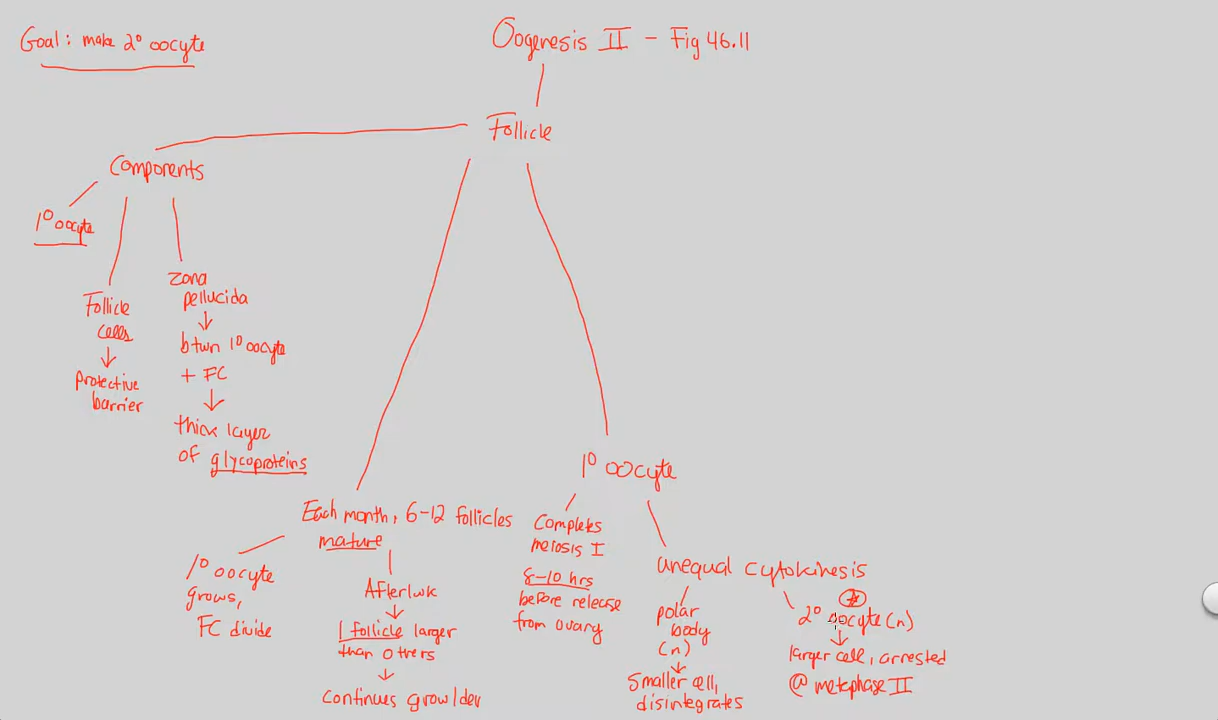 Goal: make 2° oocyte
Oogenesis II - Fig 46.11
Follicle
Components
1° oocyte
Follicle
cells
↓
Protective
barrier
zona
pellucida
↓
btwn 1° oocyte
+ FC
↓
thick layer
of glycoproteins
Each month, 6-12 follicles
mature
1° oocyte
grows,
FC divide
After 1wk
↓
1 follicle larger
than others
↓
Continues grow/dev
1° oocyte
Completes
meiosis I
8-10 hrs
before release
from ovary
unequal cytokinesis
polar
body
(n)
↓
Smaller cell,
disintegrates
*
2° oocyte (n)
↓
larger cell, arrested
@ metaphase II